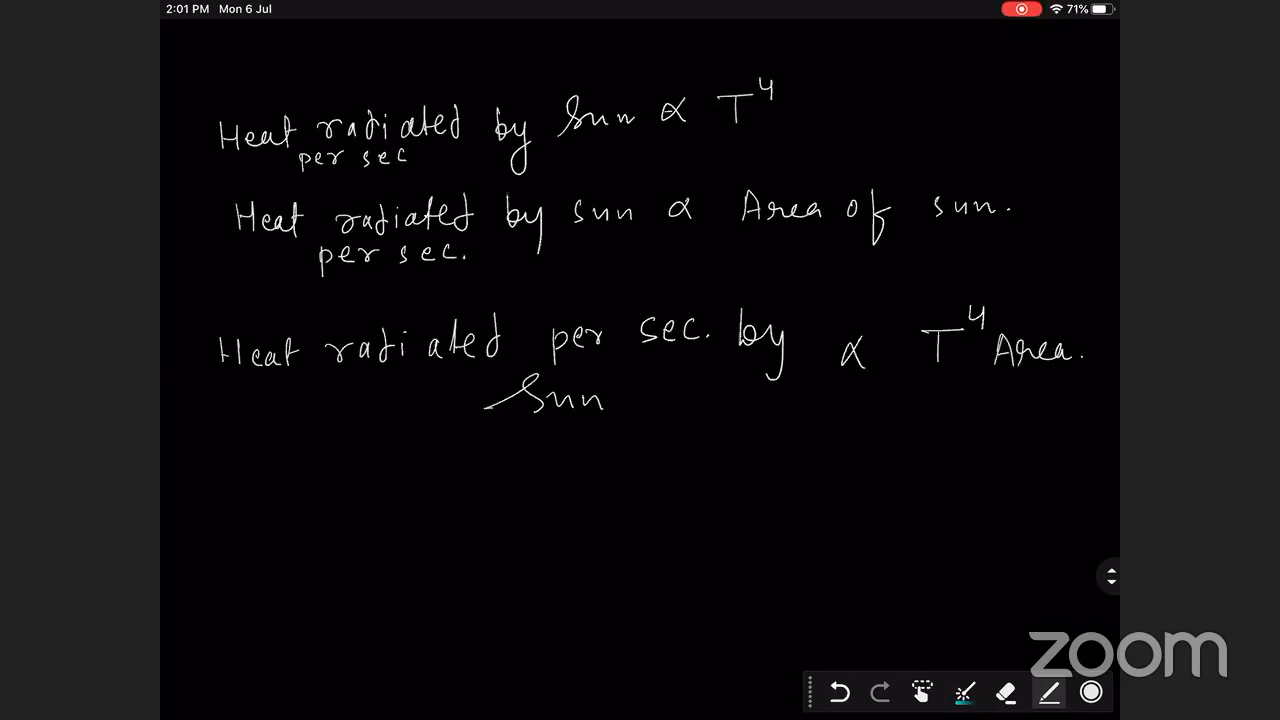 2:01 PM Mon 6 Jul 71%
Heat radiated by Sun ∝ T⁴
per sec
Heat radiated by sun ∝ Area of sun.
per sec.
Heat radiated per sec. by ∝ T⁴ Area.
Sun
zoom